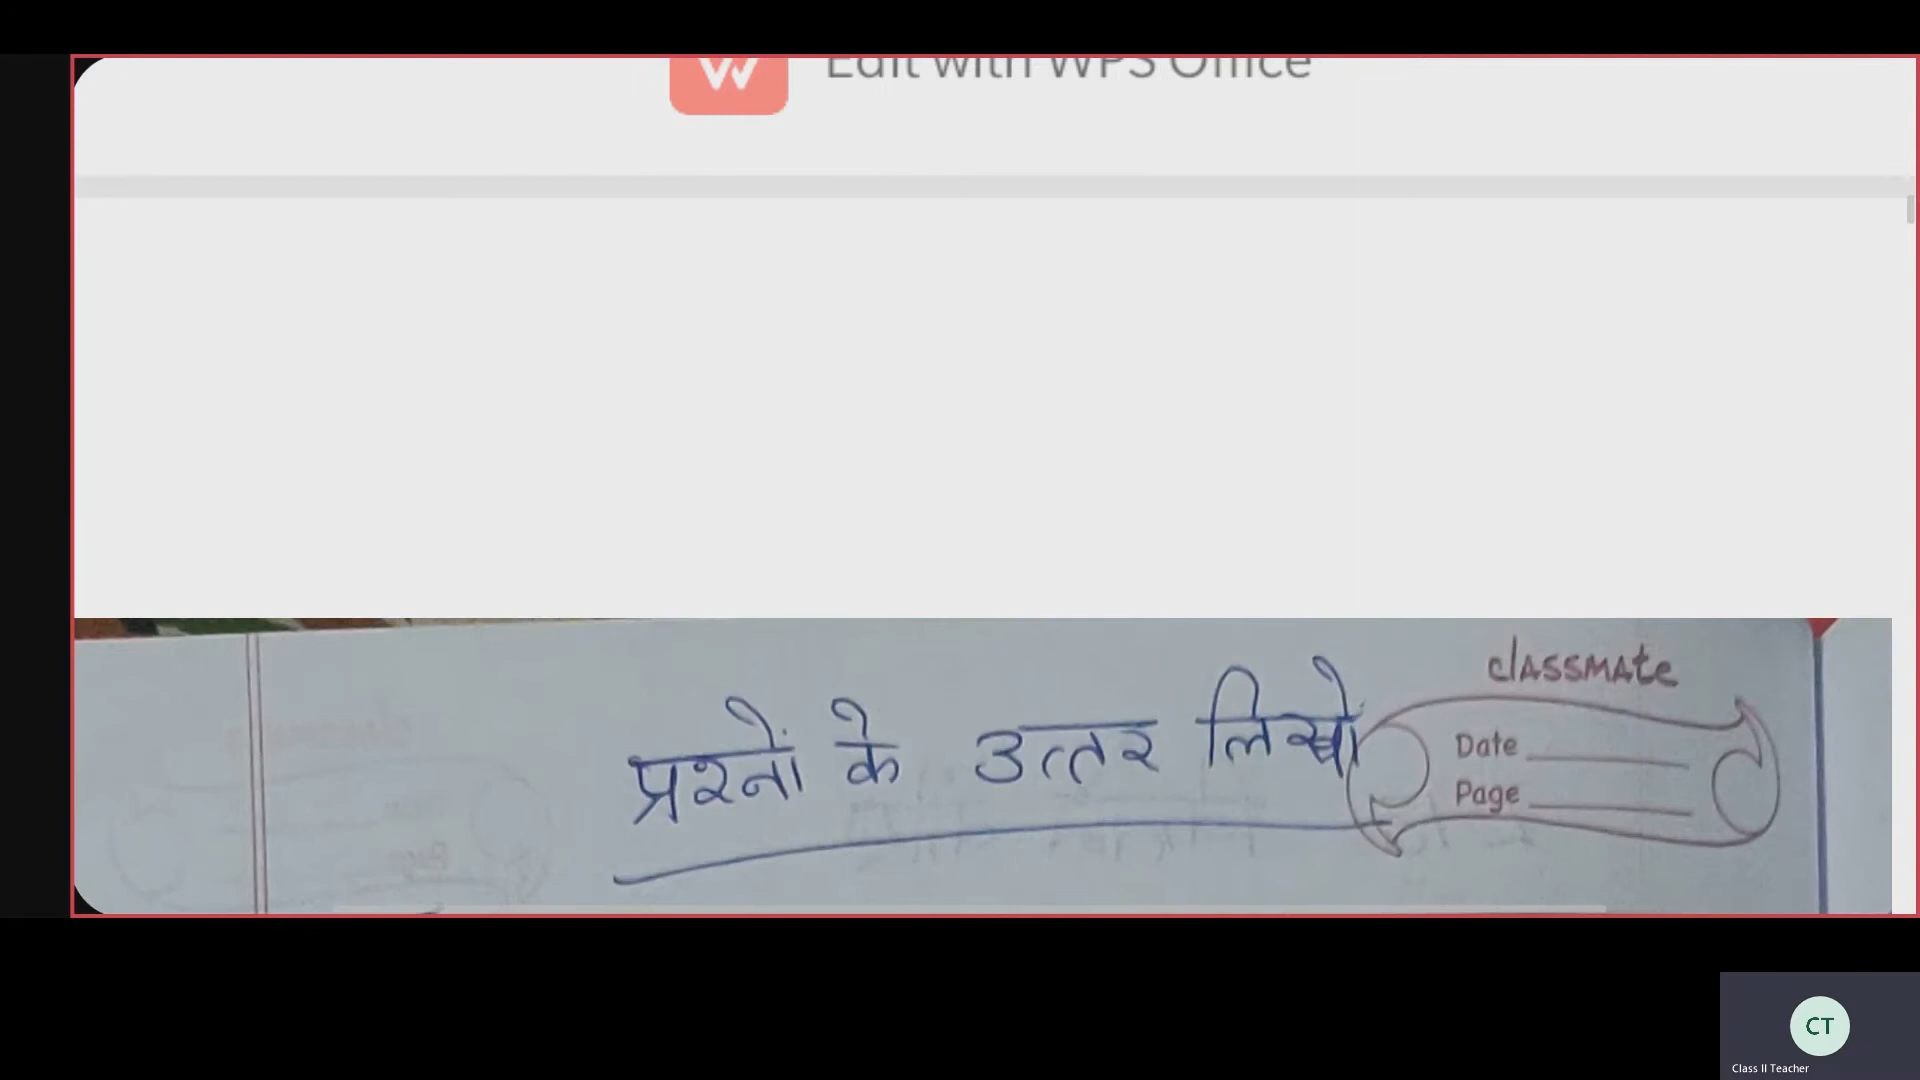 Edit with WPS Office
classmate
प्रश्नों के उत्तर लिखो
Date
Page
CT
Class II Teacher